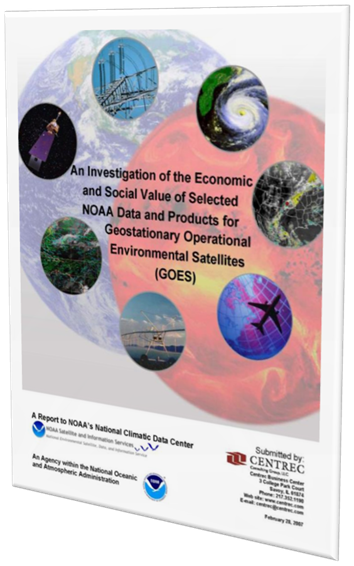 An Investigation of the Economic
and Social Value of Selected
NOAA Data and Products for
Geostationary Operational
Environmental Satellites
(GOES)
A Report to NOAA's National Climatic Data Center
NOAA Satellite and Information Services
National Environmental Satellite, Data, and Information Service
An Agency within the National Oceanic
and Atmospheric Administration
Submitted by:
CENTREC
Consulting Group, LLC
Centrec Business Center
3 College Park Court
Savoy, IL 61874
Phone: 217.352.1190
Web site: www.centrec.com
E-mail: centrec@centrec.com
February 28, 2007